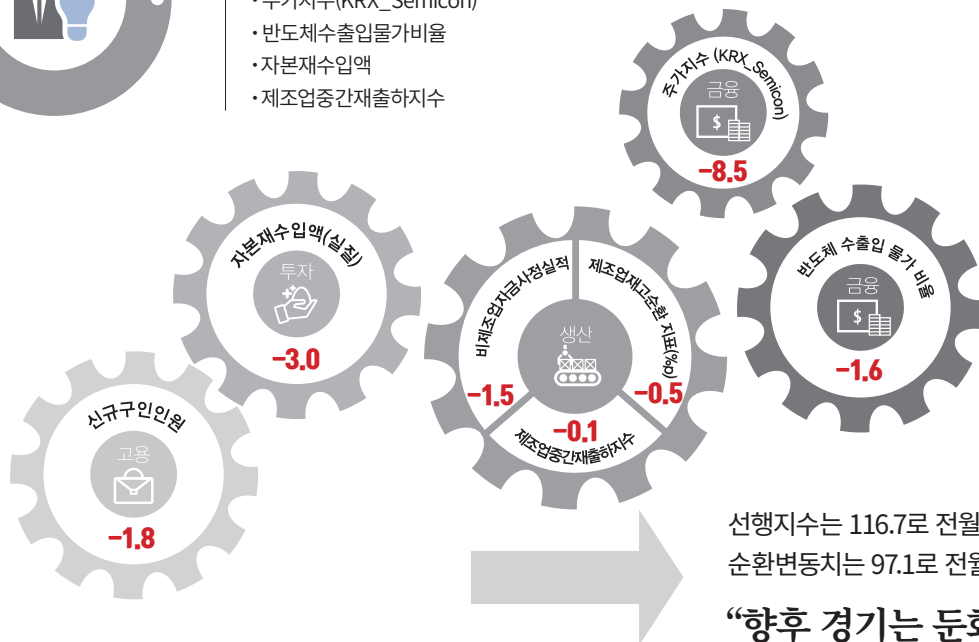 · 주가지수(KRX_Semicon)
· 반도체수출입물가비율
· 자본재수입액
· 제조업중간재출하지수
주가지수 (KRX_Semicon)
금융
$
-8.5
자본재수입액(실질)
투자
-3.0
비제조업자금사정실적
-1.5
제조업재고순환 지표(%p)
-0.5
생산
-0.1
제조업중간재출하지수
반도체 수출입 물가 비율
금융
$
-1.6
신규구인인원
고용
-1.8
선행지수는 116.7로 전월
순환변동치는 97.1로 전월
“향후 경기는 둔화